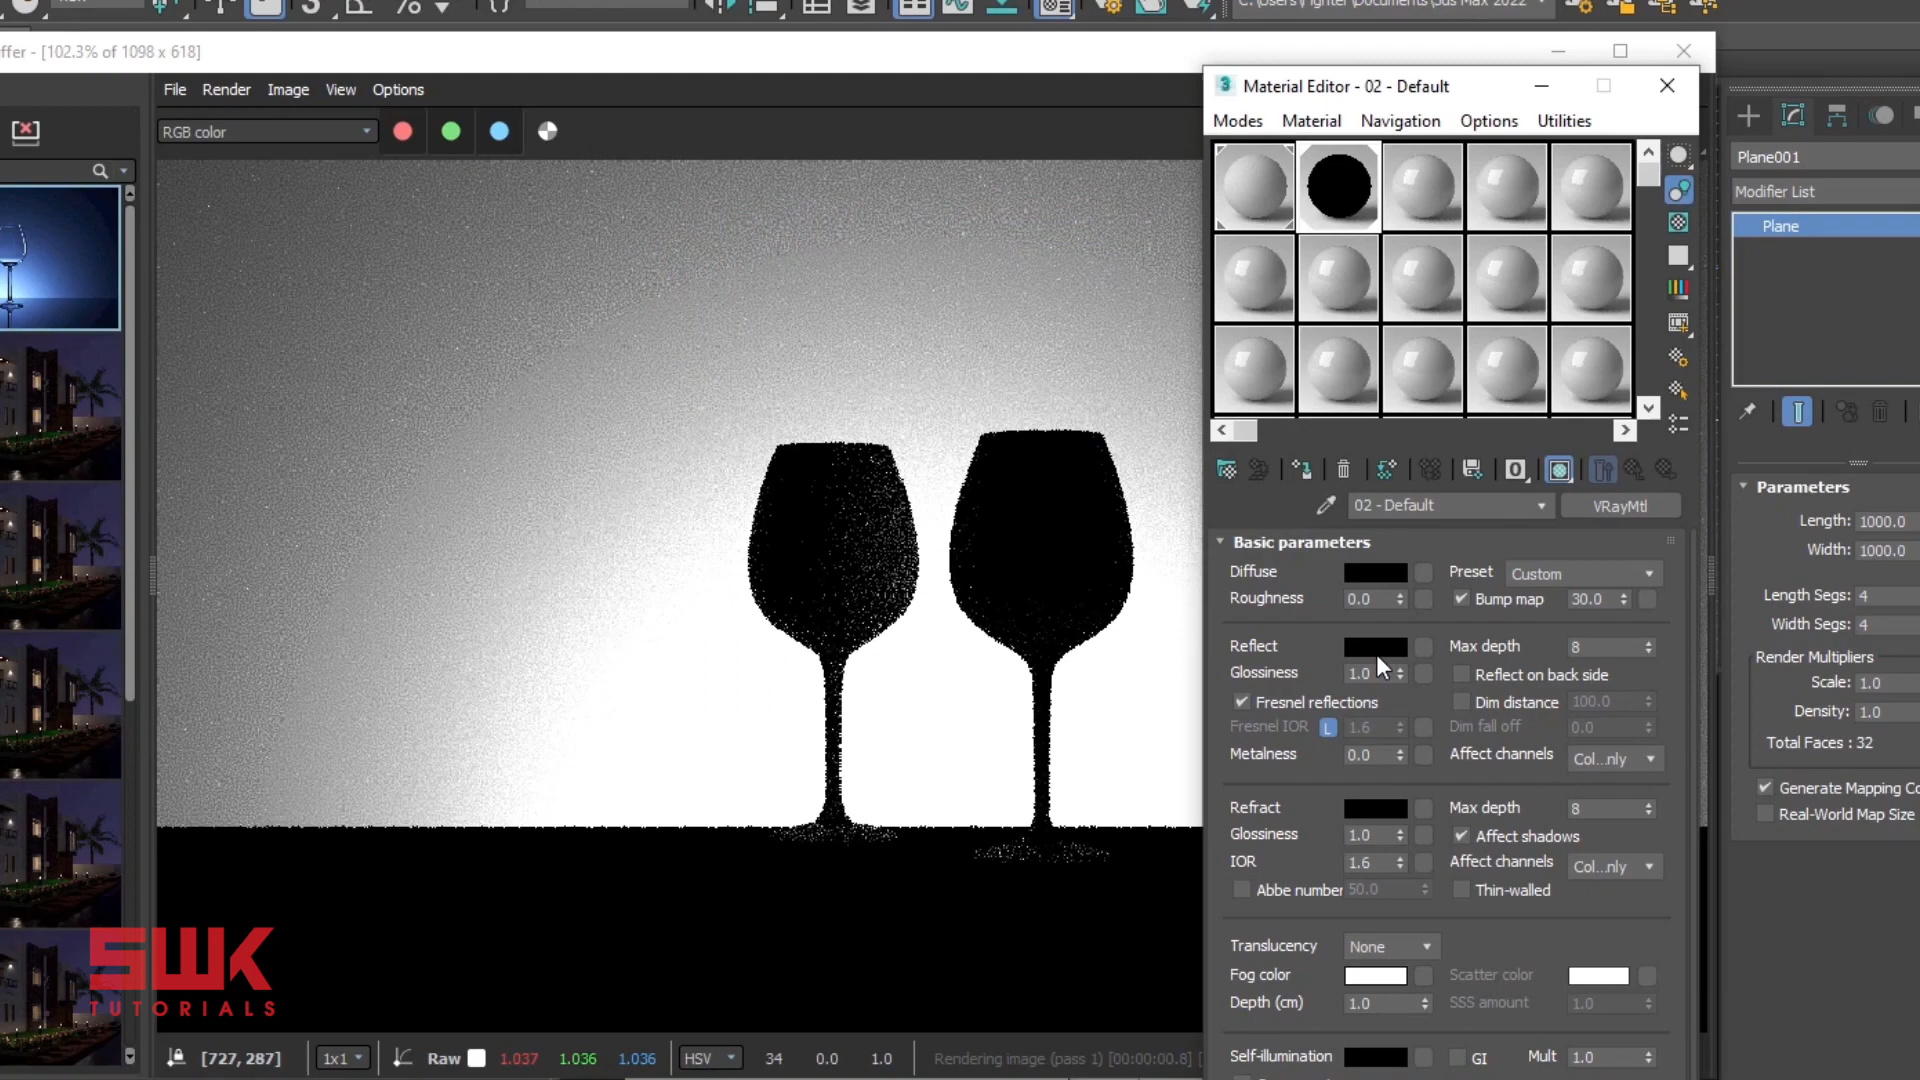 C:\Users\Fighter\Documents\3ds Max 2022
ffer - [102.3% of 1098 x 618]
File Render Image View Options
RGB color
Material Editor - 02 - Default
Modes Material Navigation Options Utilities
02 - Default VRayMtl
Basic parameters
Diffuse Preset Custom
Roughness 0.0 Bump map 30.0
Reflect Max depth 8
Glossiness 1.0 Reflect on back side
Fresnel reflections Dim distance 100.0
Fresnel IOR L 1.6 Dim fall off 0.0
Metalness 0.0 Affect channels Col...nly
Refract Max depth 8
Glossiness 1.0 Affect shadows
IOR 1.6 Affect channels Col...nly
Abbe number 50.0 Thin-walled
Translucency None
Fog color Scatter color
Depth (cm) 1.0 SSS amount 1.0
Self-illumination GI Mult 1.0
Plane001
Modifier List
Plane
Parameters
Length: 1000.0
Width: 1000.0
Length Segs: 4
Width Segs: 4
Render Multipliers
Scale: 1.0
Density: 1.0
Total Faces : 32
Generate Mapping Co
Real-World Map Size
SWK
TUTORIALS
[727, 287] 1x1 Raw 1.037 1.036 1.036 HSV 34 0.0 1.0 Rendering image (pass 1) [00:00:00.8] [